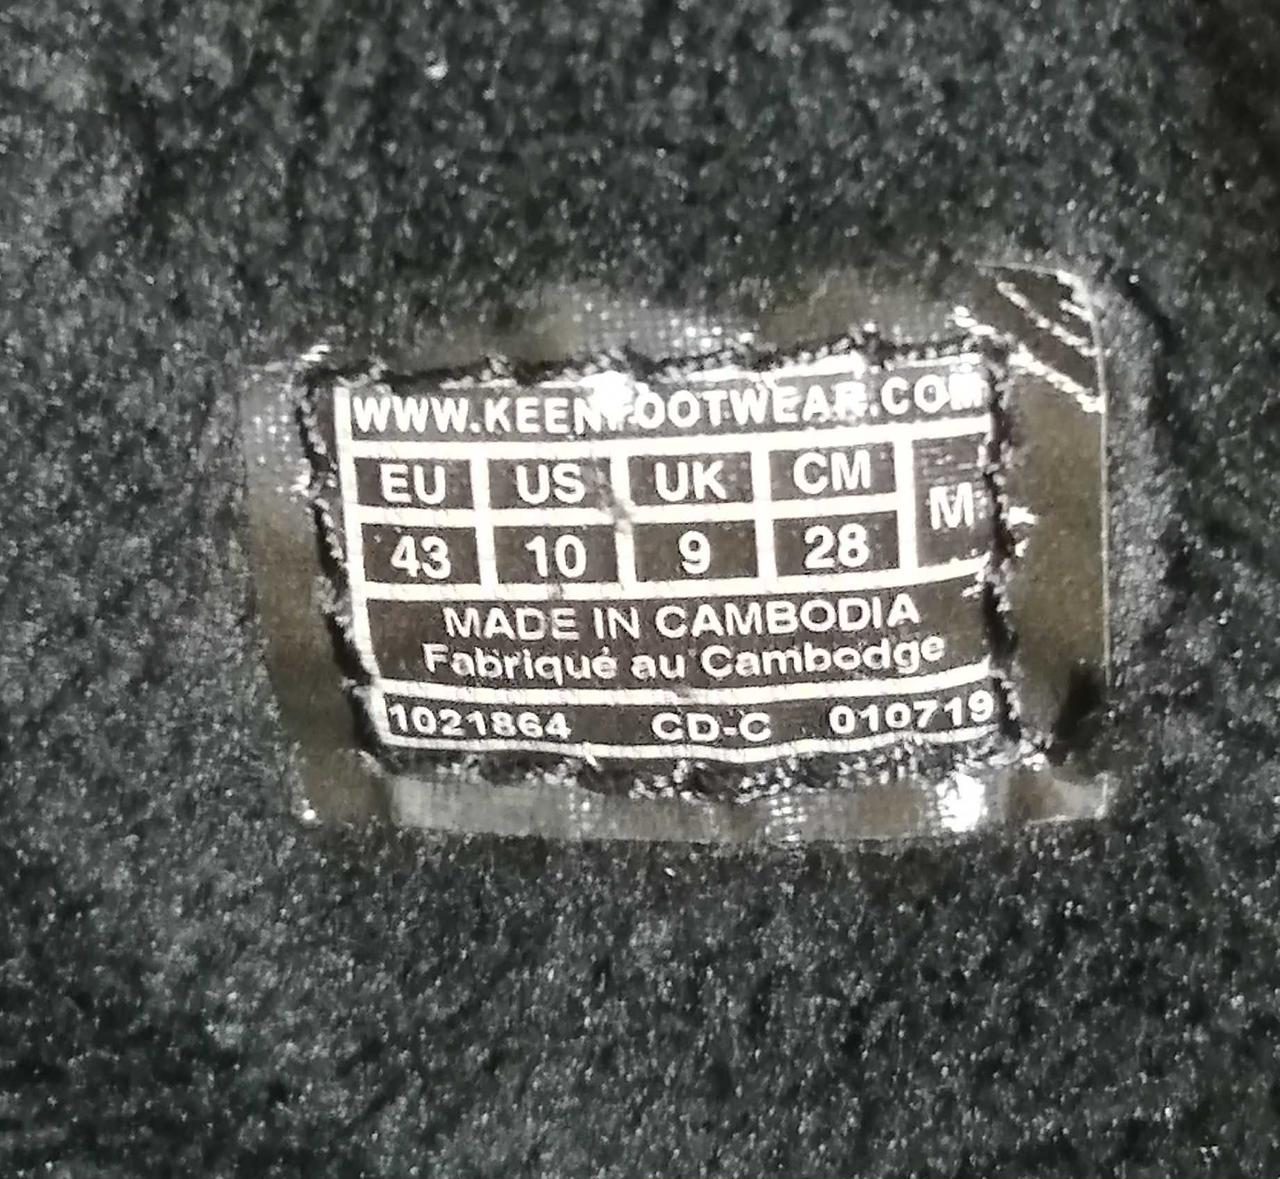 WWW.KEENFOOTWEAR.COM
EU US UK CM M
43 10 9 28
MADE IN CAMBODIA
Fabriqué au Cambodge
1021864 CD-C 010719